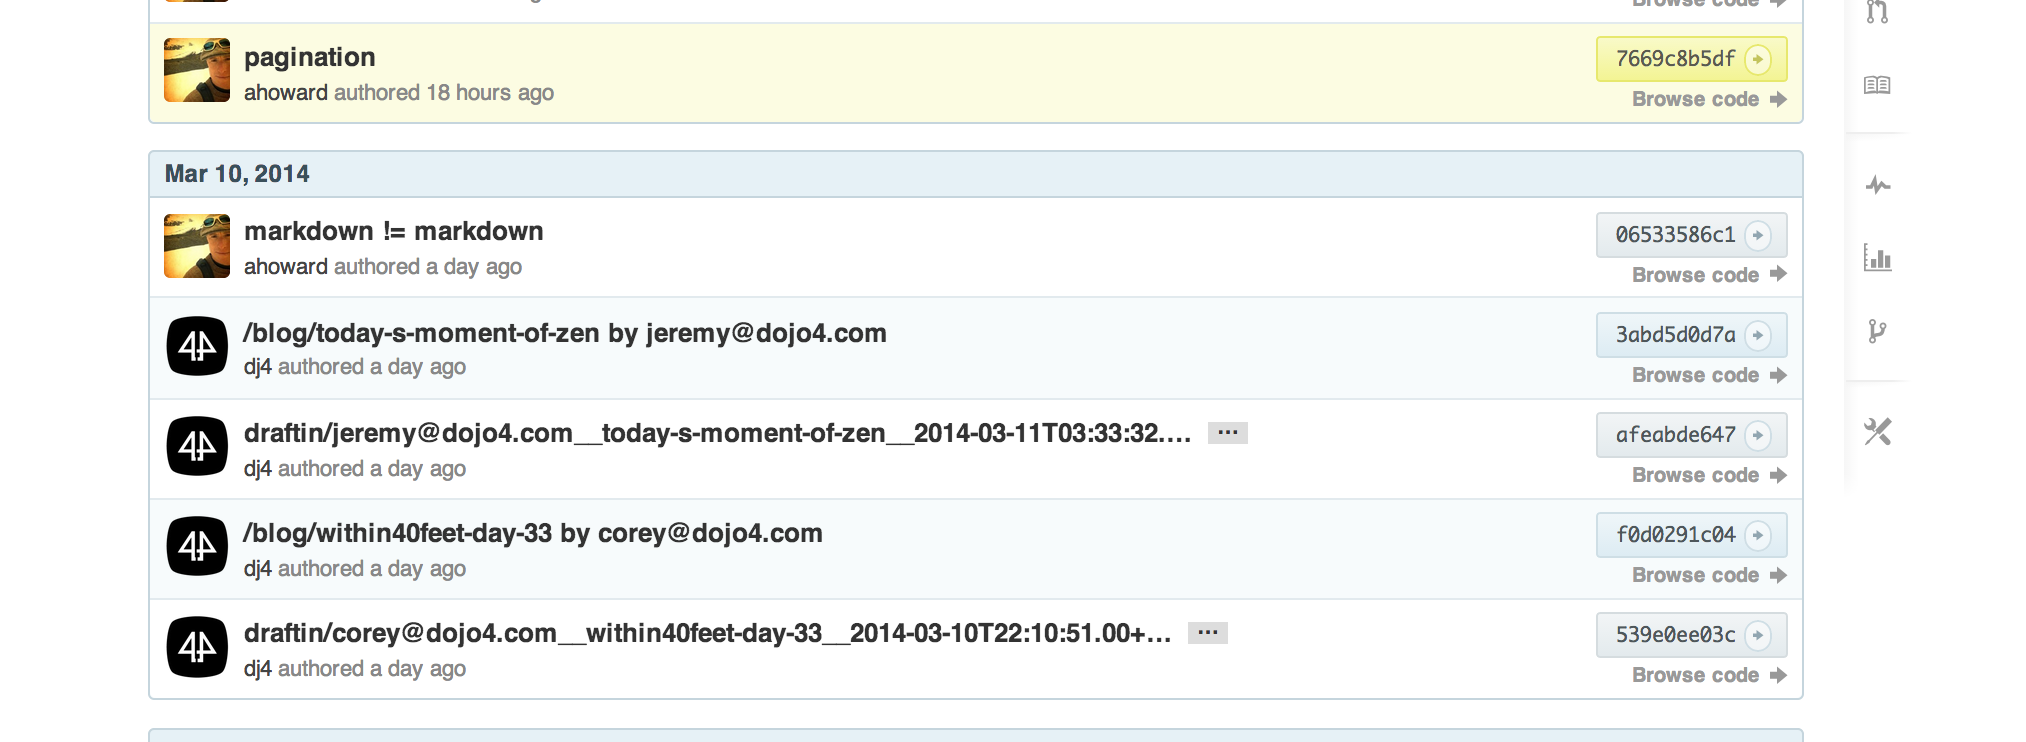 Browse code
pagination
7669c8b5df
ahoward authored 18 hours ago
Browse code
Mar 10, 2014
markdown != markdown
06533586c1
ahoward authored a day ago
Browse code
/blog/today-s-moment-of-zen by jeremy@dojo4.com
3abd5d0d7a
dj4 authored a day ago
Browse code
draftin/jeremy@dojo4.com__today-s-moment-of-zen__2014-03-11T03:33:32.... ...
afeabde647
dj4 authored a day ago
Browse code
/blog/within40feet-day-33 by corey@dojo4.com
f0d0291c04
dj4 authored a day ago
Browse code
draftin/corey@dojo4.com__within40feet-day-33__2014-03-10T22:10:51.00+... ...
539e0ee03c
dj4 authored a day ago
Browse code